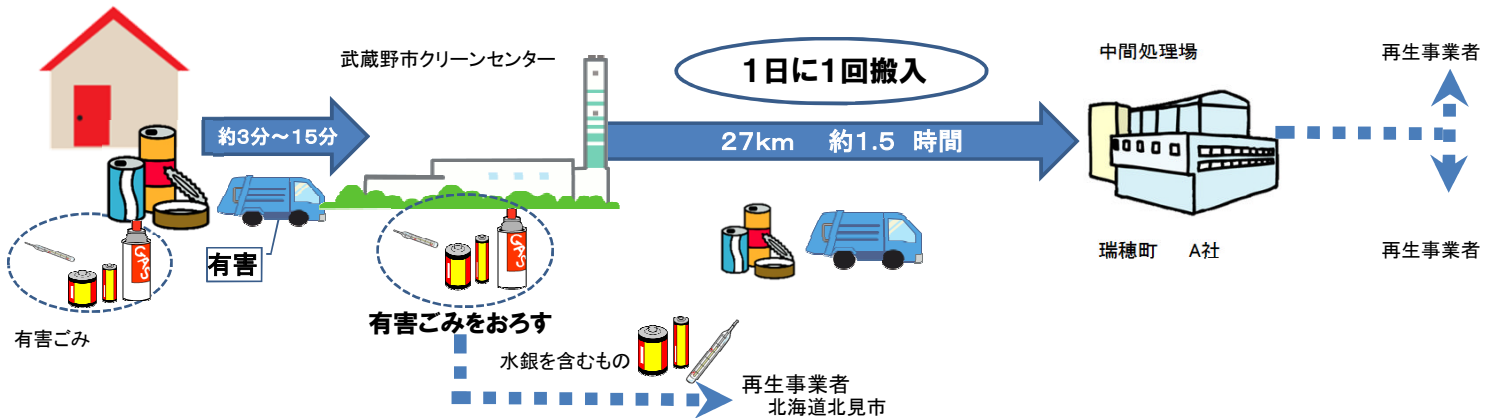 武蔵野市クリーンセンター
1日に1回搬入
中間処理場
再生事業者
約3分～15分
27km 約1.5 時間
有害
GAS
GAS
瑞穂町 A社
再生事業者
有害ごみ
有害ごみをおろす
水銀を含むもの
再生事業者
北海道北見市